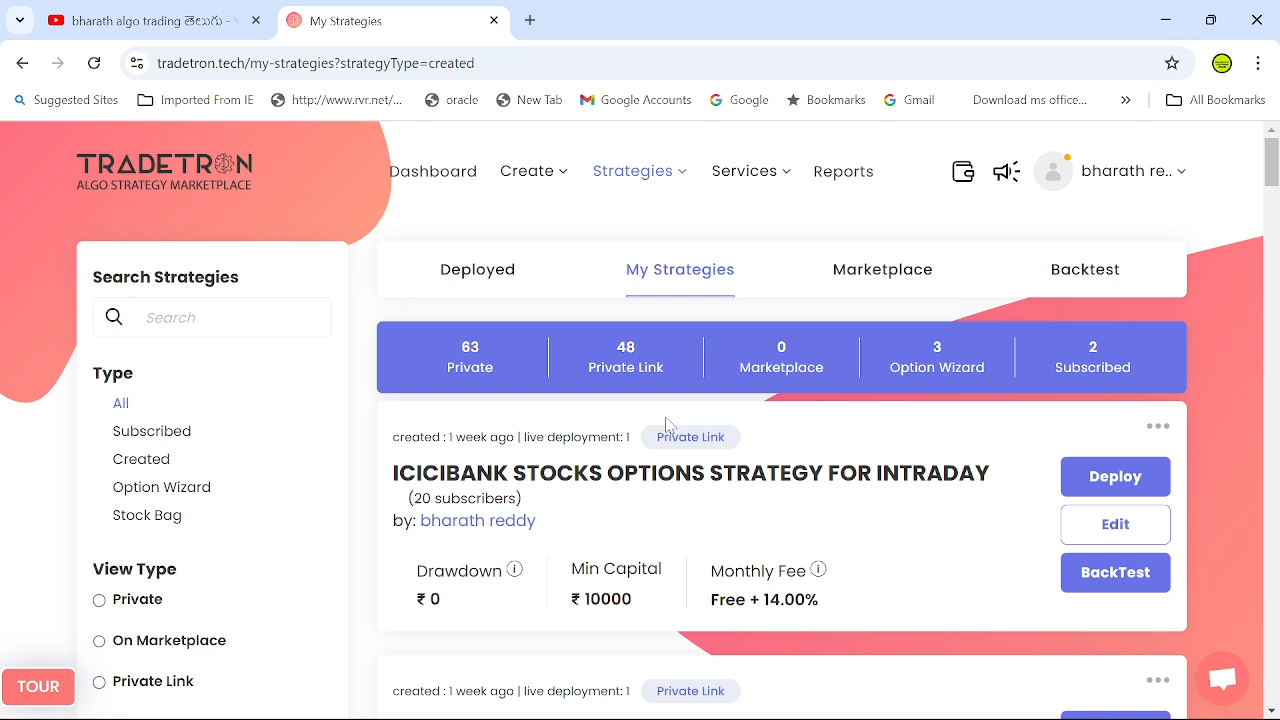 bharath algo trading తెలుగు - Y
My Strategies
tradetron.tech/my-strategies?strategyType=created
Suggested Sites
Imported From IE
http://www.rvr.net/...
oracle
New Tab
Google Accounts
Google
Bookmarks
Gmail
Download ms office...
»
All Bookmarks
TRADETRON
ALGO STRATEGY MARKETPLACE
Dashboard
Create
Strategies
Services
Reports
bharath re..
Search Strategies
Search
Type
All
Subscribed
Created
Option Wizard
Stock Bag
View Type
Private
On Marketplace
Private Link
TOUR
Deployed
My Strategies
Marketplace
Backtest
63
Private
48
Private Link
0
Marketplace
3
Option Wizard
2
Subscribed
created : 1 week ago | live deployment: 1
Private Link
ICICIBANK STOCKS OPTIONS STRATEGY FOR INTRADAY
(20 subscribers)
by: bharath reddy
Drawdown
₹ 0
Min Capital
₹ 10000
Monthly Fee
Free + 14.00%
Deploy
Edit
BackTest
created : 1 week ago | live deployment: 1
Private Link